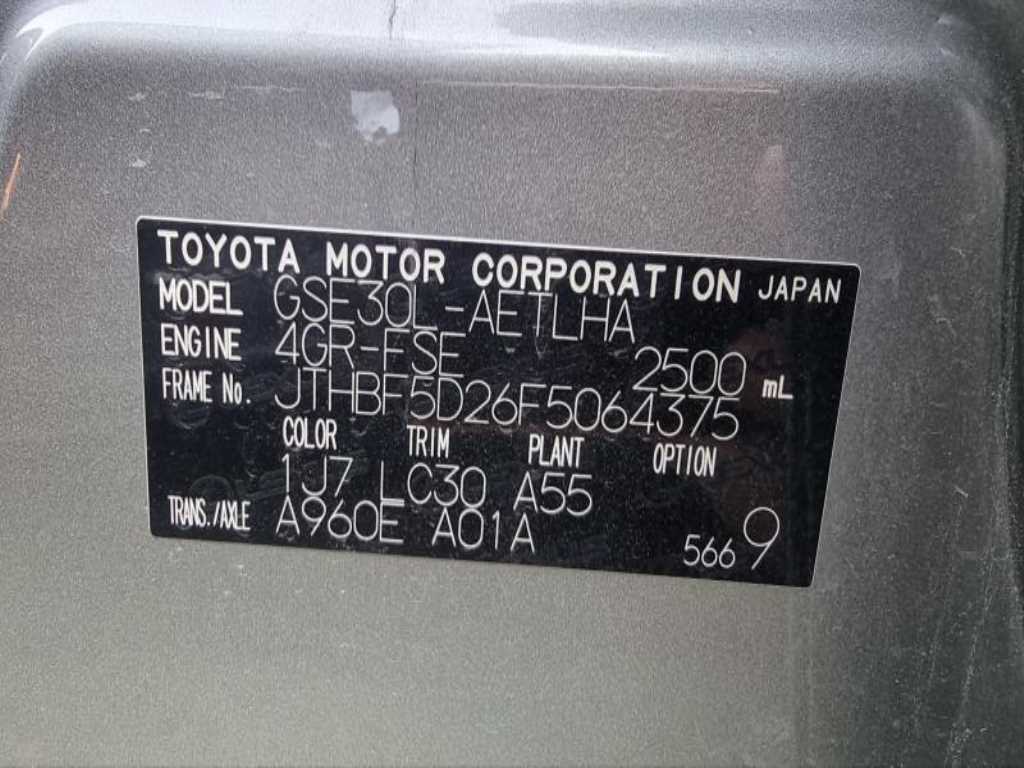 TOYOTA MOTOR CORPORATION JAPAN
MODEL GSE30L-AETLHA
ENGINE 4GR-FSE 2500 mL
FRAME No. JTHBF5D26F5064375
COLOR TRIM PLANT OPTION
1J7 LC30 A55
TRANS./AXLE A960E A01A
566 9